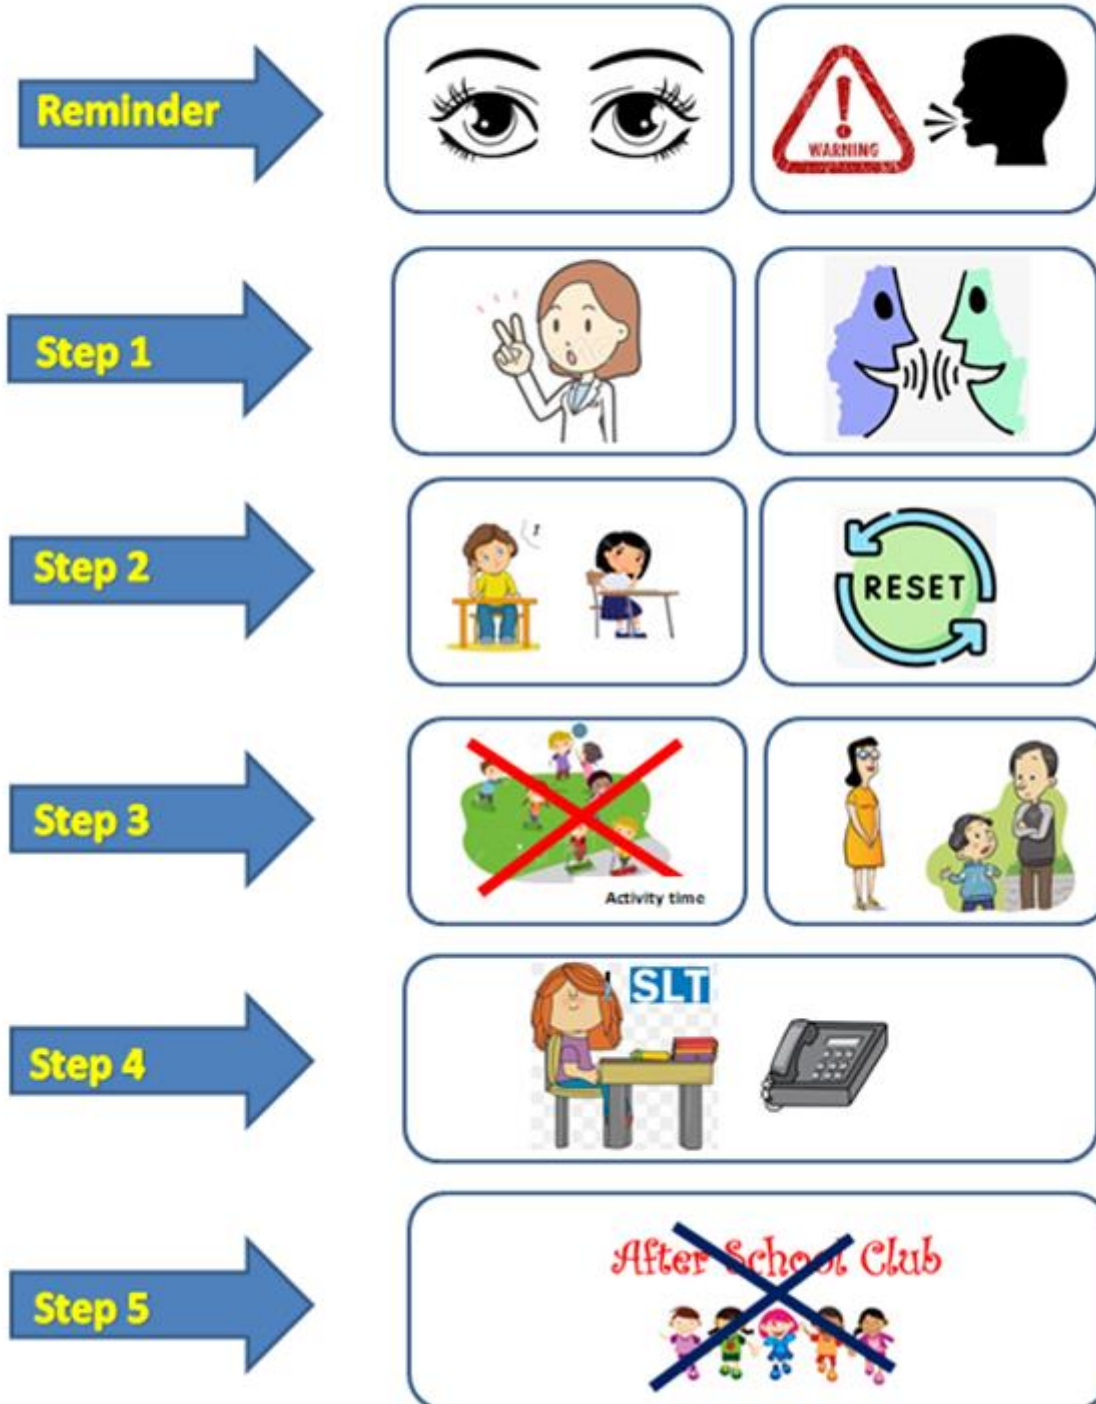 Reminder
WARNING
Step 1
Step 2
RESET
Step 3
Activity time
Step 4
SLT
Step 5
After School Club